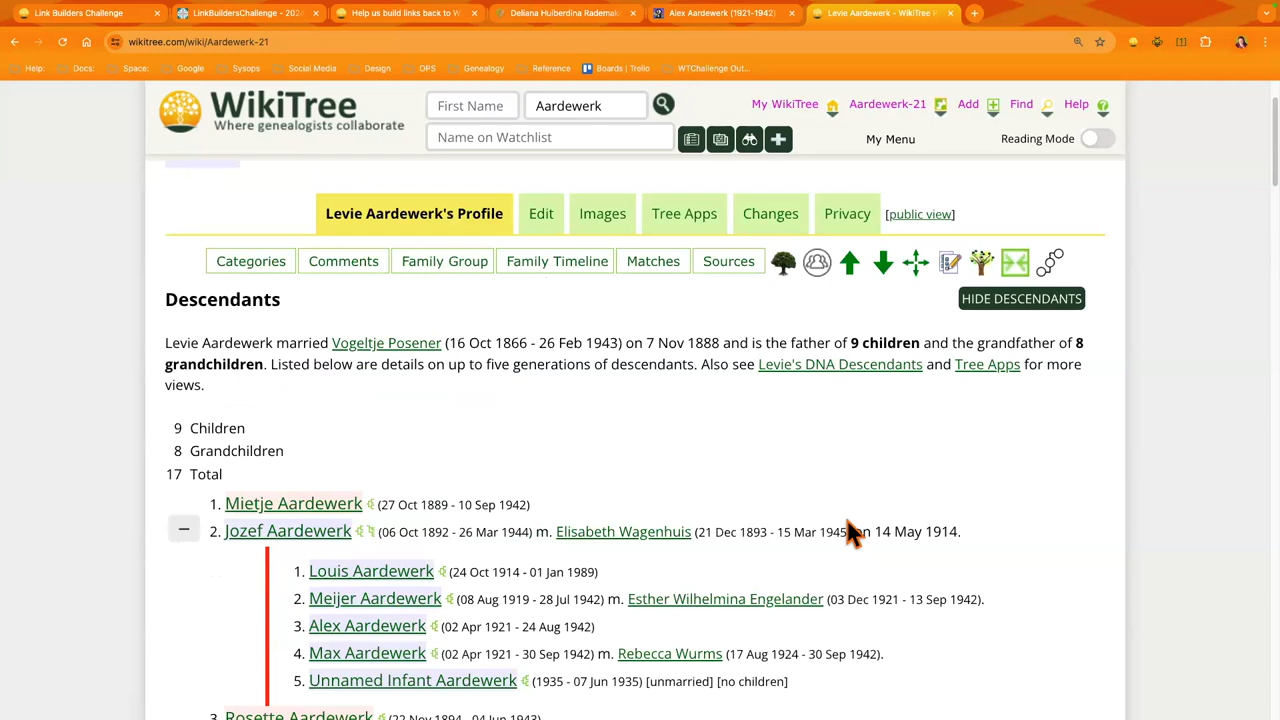 Link Builders Challenge
LinkBuildersChallenge - 2024
Help us build links back to W
Deliana Huiberdina Rademak
Alex Aardewerk (1921-1942)
Levie Aardewerk - WikiTree
wikitree.com/wiki/Aardewerk-21
Help: Docs: Space: Google Sysops Social Media Design OPS Genealogy Reference Boards | Trello WTChallenge Out...
WikiTree
Where genealogists collaborate
First Name Aardewerk
Name on Watchlist
My WikiTree Aardewerk-21 Add Find Help
My Menu Reading Mode
Levie Aardewerk's Profile Edit Images Tree Apps Changes Privacy [public view]
Categories Comments Family Group Family Timeline Matches Sources
Descendants
HIDE DESCENDANTS
Levie Aardewerk married Vogeltje Posener (16 Oct 1866 - 26 Feb 1943) on 7 Nov 1888 and is the father of 9 children and the grandfather of 8
grandchildren. Listed below are details on up to five generations of descendants. Also see Levie's DNA Descendants and Tree Apps for more
views.
9 Children
8 Grandchildren
17 Total
1. Mietje Aardewerk (27 Oct 1889 - 10 Sep 1942)
2. Jozef Aardewerk (06 Oct 1892 - 26 Mar 1944) m. Elisabeth Wagenhuis (21 Dec 1893 - 15 Mar 1945 on 14 May 1914.
1. Louis Aardewerk (24 Oct 1914 - 01 Jan 1989)
2. Meijer Aardewerk (08 Aug 1919 - 28 Jul 1942) m. Esther Wilhelmina Engelander (03 Dec 1921 - 13 Sep 1942).
3. Alex Aardewerk (02 Apr 1921 - 24 Aug 1942)
4. Max Aardewerk (02 Apr 1921 - 30 Sep 1942) m. Rebecca Wurms (17 Aug 1924 - 30 Sep 1942).
5. Unnamed Infant Aardewerk (1935 - 07 Jun 1935) [unmarried] [no children]
3. Rosette Aardewerk (22 Nov 1894 - 04 Jun 1943)